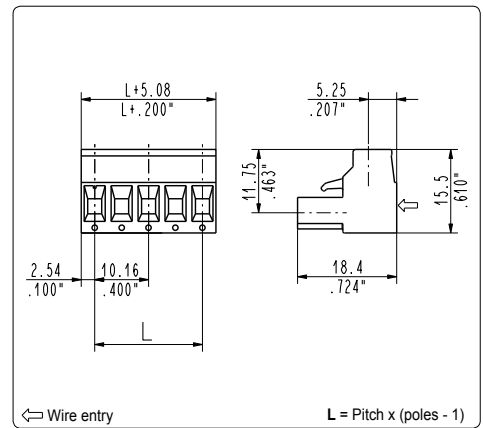 L+5.08
L+.200"
5.25
.207"
11.75
.463"
15.5
.610"
2.54
.100"
10.16
.400"
18.4
.724"
L
Wire entry
L = Pitch x (poles - 1)